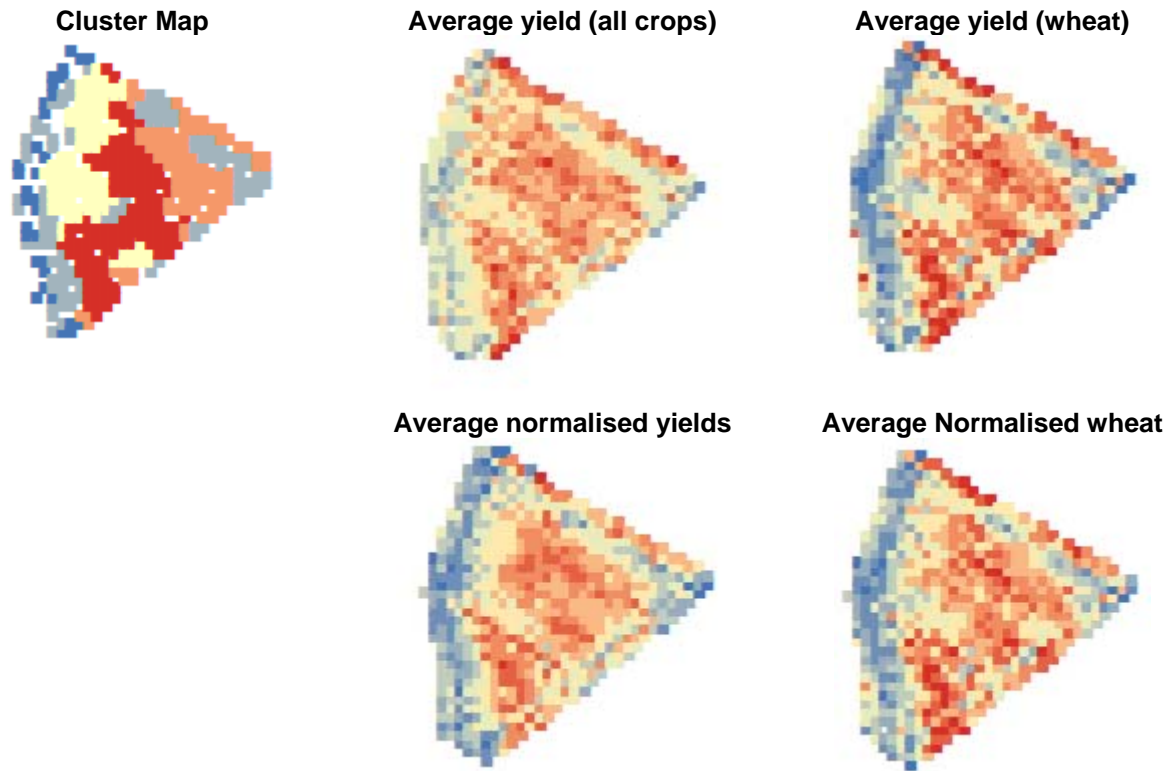 Cluster Map
Average yield (all crops)
Average yield (wheat)
Average normalised yields
Average Normalised wheat